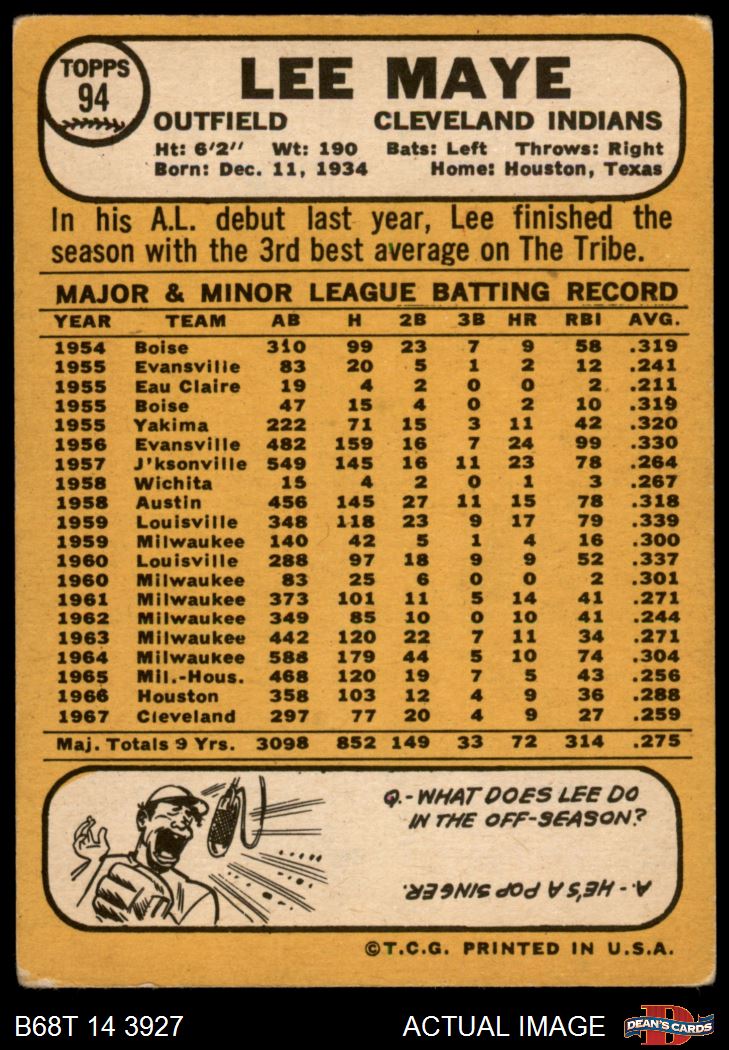 TOPPS
94
LEE MAYE
OUTFIELD CLEVELAND INDIANS
Ht: 6'2" Wt: 190 Bats: Left Throws: Right
Born: Dec. 11, 1934 Home: Houston, Texas
In his A.L. debut last year, Lee finished the
season with the 3rd best average on The Tribe.
MAJOR & MINOR LEAGUE BATTING RECORD
YEAR TEAM AB H 2B 3B HR RBI AVG.
1954 Boise 310 99 23 7 9 58 .319
1955 Evansville 83 20 5 1 2 12 .241
1955 Eau Claire 19 4 2 0 0 2 .211
1955 Boise 47 15 4 0 2 10 .319
1955 Yakima 222 71 15 3 11 42 .320
1956 Evansville 482 159 16 7 24 99 .330
1957 J'ksonville 549 145 16 11 23 78 .264
1958 Wichita 15 4 2 0 1 3 .267
1958 Austin 456 145 27 11 15 78 .318
1959 Louisville 348 118 23 9 17 79 .339
1959 Milwaukee 140 42 5 1 4 16 .300
1960 Louisville 288 97 18 9 9 52 .337
1960 Milwaukee 83 25 6 0 0 2 .301
1961 Milwaukee 373 101 11 5 14 41 .271
1962 Milwaukee 349 85 10 0 10 41 .244
1963 Milwaukee 442 120 22 7 11 34 .271
1964 Milwaukee 588 179 44 5 10 74 .304
1965 Mil.-Hous. 468 120 19 7 5 43 .256
1966 Houston 358 103 12 4 9 36 .288
1967 Cleveland 297 77 20 4 9 27 .259
Maj. Totals 9 Yrs. 3098 852 149 33 72 314 .275
Q.-WHAT DOES LEE DO
IN THE OFF-SEASON?
A.-HE'S A POP SINGER.
©T.C.G. PRINTED IN U.S.A.
B68T 14 3927 ACTUAL IMAGE DEAN'S CARDS